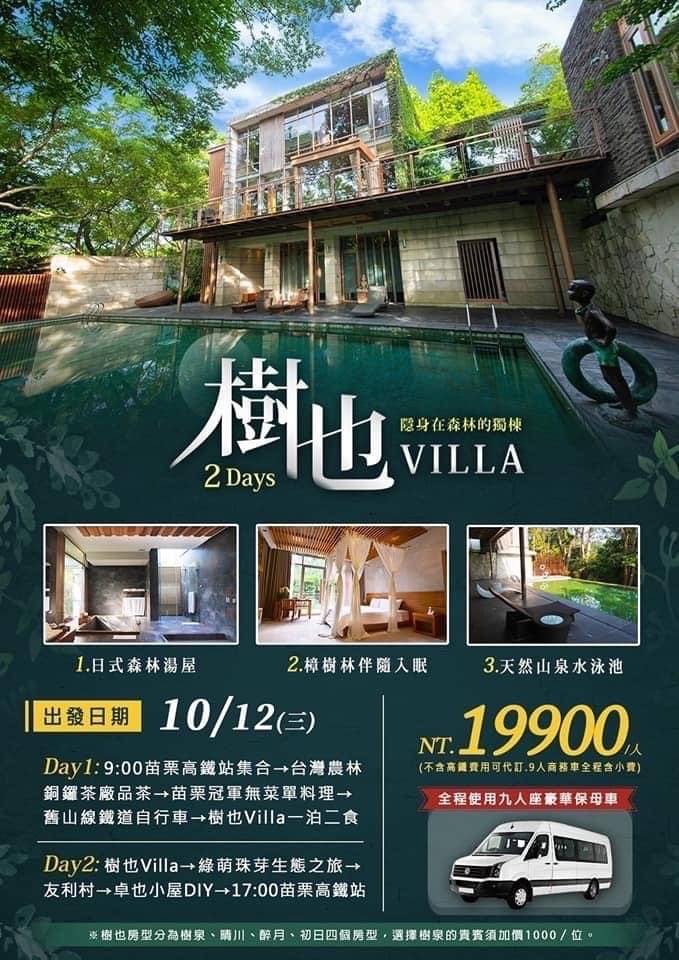 樹也
隱身在森林的獨棟
2 Days
VILLA
1.日式森林湯屋
2.樟樹林伴隨入眠
3.天然山泉水泳池
出發日期
10/12(三)
Day1: 9:00苗栗高鐵站集合→台灣農林
銅鑼茶廠品茶→苗栗冠軍無菜單料理→
舊山線鐵道自行車→樹也Villa一泊二食
Day2: 樹也Villa→綠萌珠芽生態之旅→
友利村→卓也小屋DIY→17:00苗栗高鐵站
NT.19900/人
(不含高鐵費用可代訂.9人商務車全程含小費)
全程使用九人座豪華保母車
※樹也房型分為樹泉、晴川、醉月、初日四個房型，選擇樹泉的貴賓須加價1000/位。